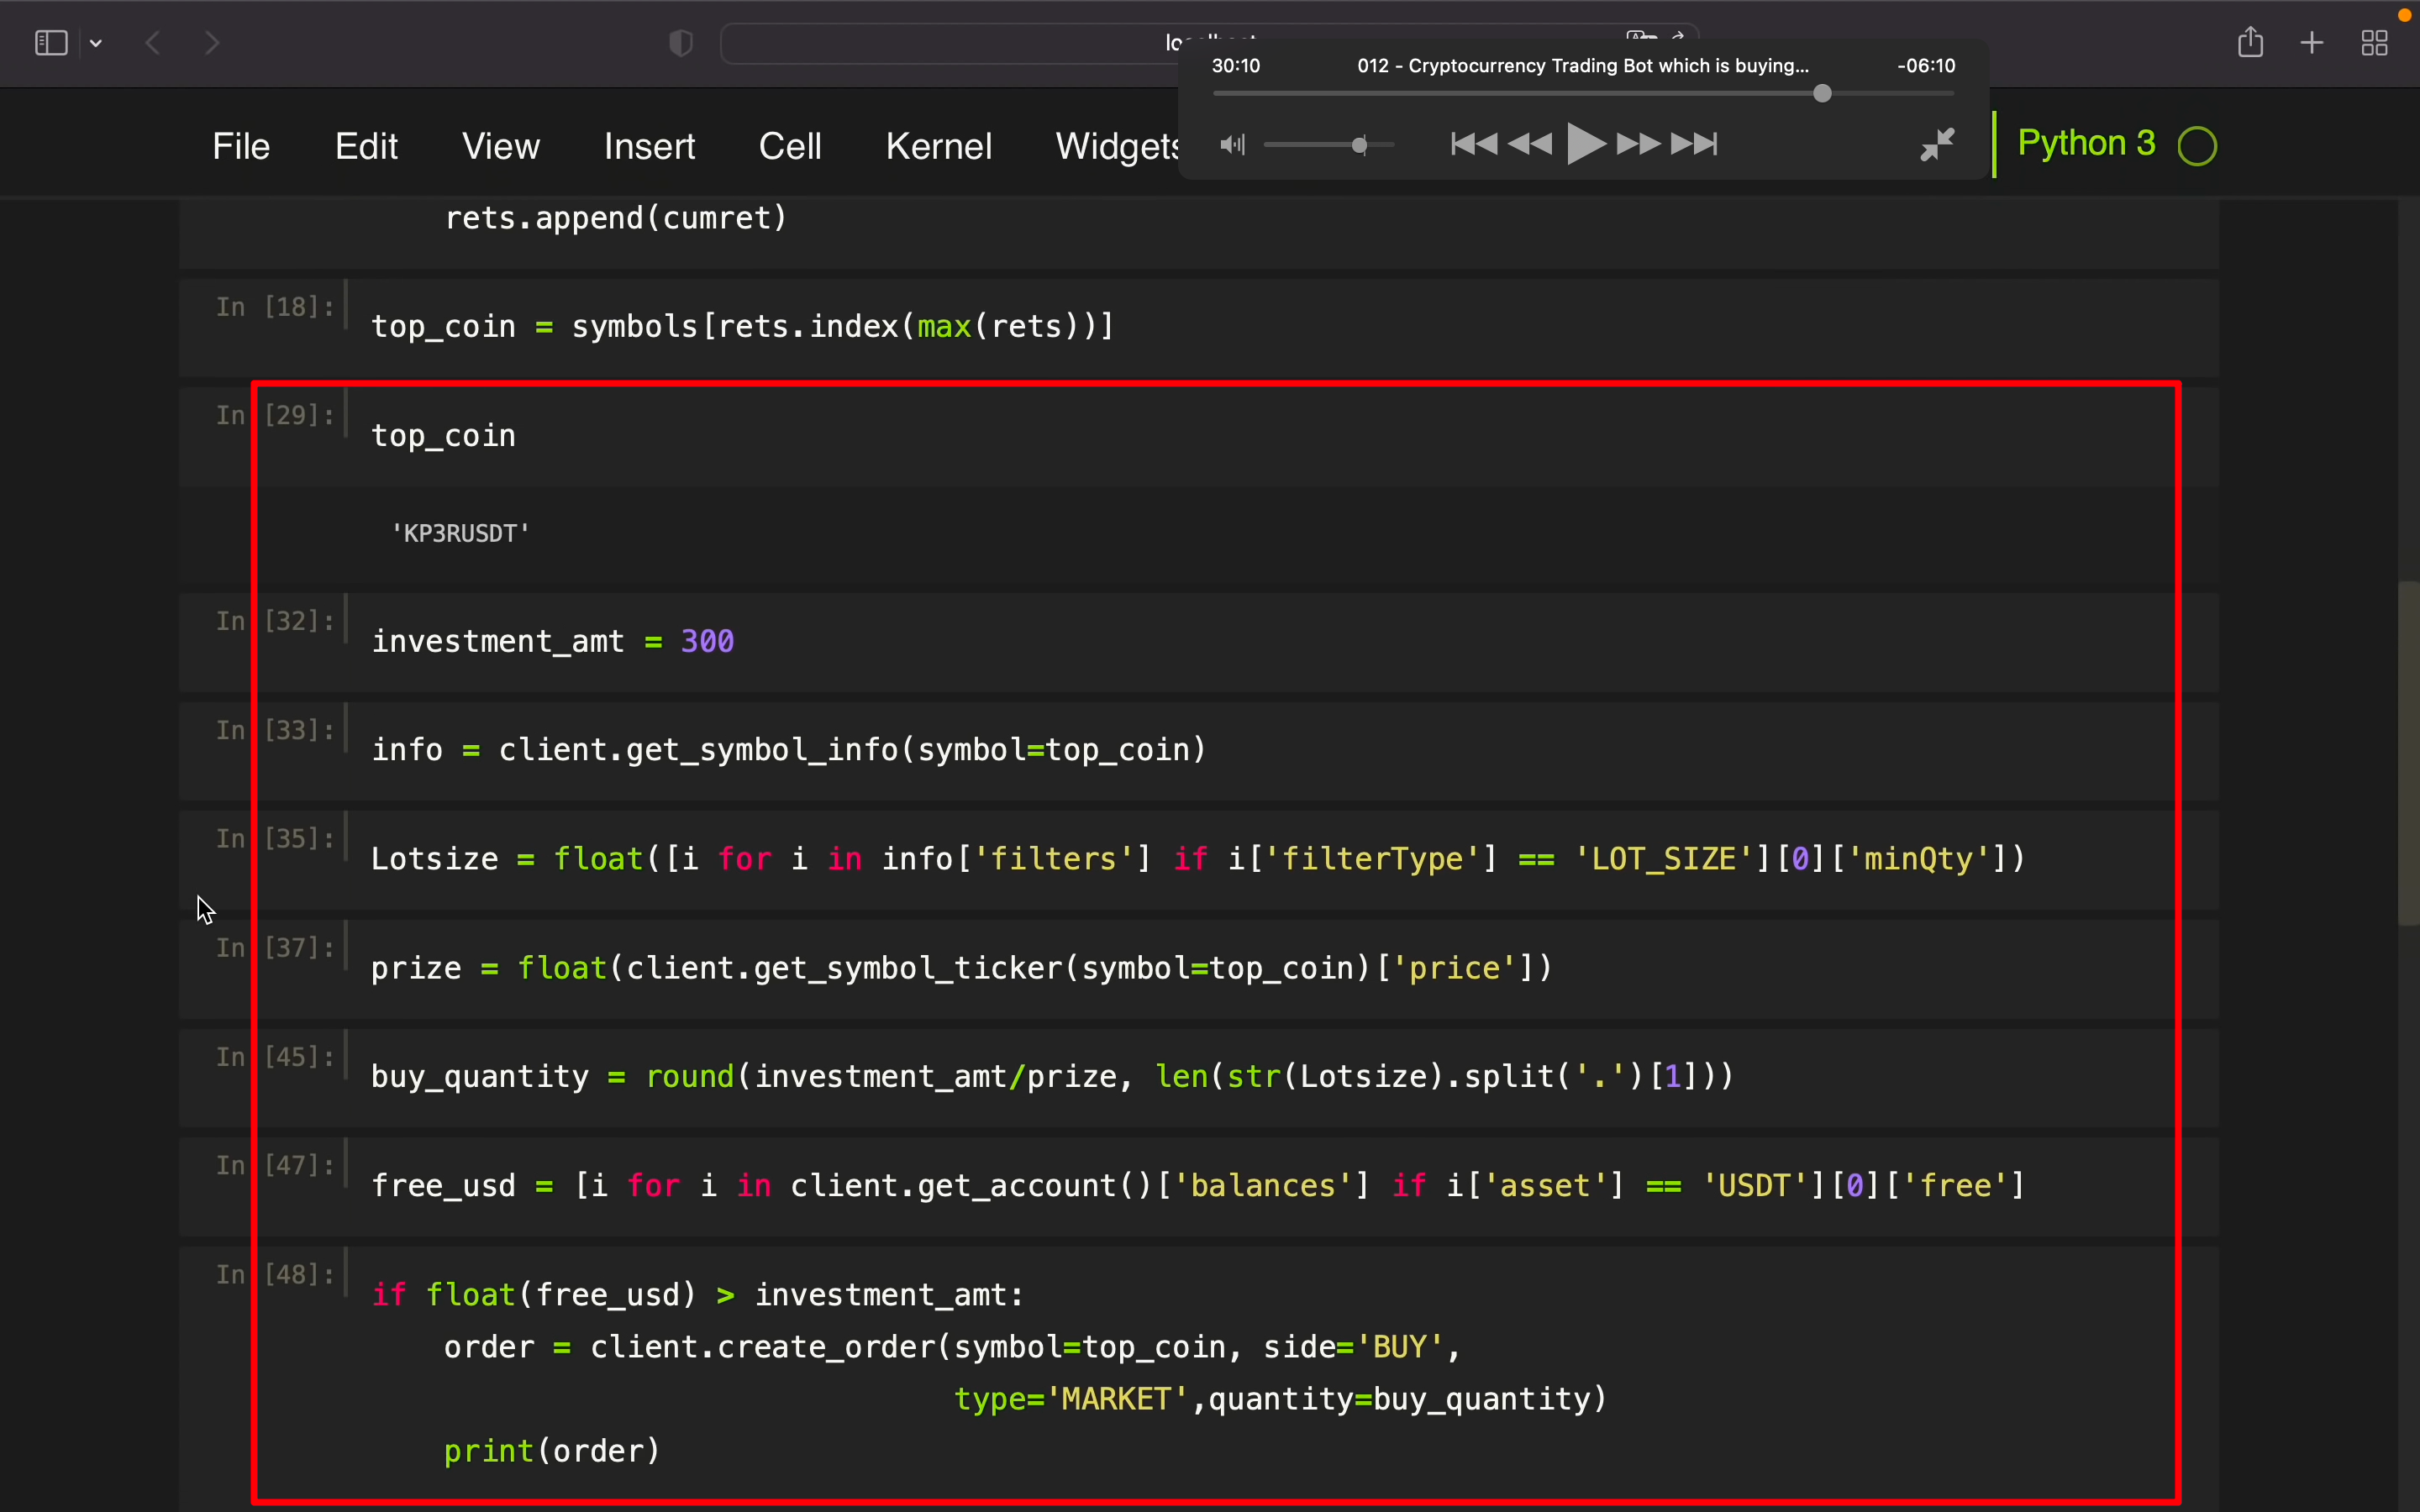 30:10 012 - Cryptocurrency Trading Bot which is buying... -06:10
File Edit View Insert Cell Kernel Widgets Python 3
rets.append(cumret)
In [18]: top_coin = symbols[rets.index(max(rets))]
In [29]: top_coin
'KP3RUSDT'
In [32]: investment_amt = 300
In [33]: info = client.get_symbol_info(symbol=top_coin)
In [35]: Lotsize = float([i for i in info['filters'] if i['filterType'] == 'LOT_SIZE'][0]['minQty'])
In [37]: prize = float(client.get_symbol_ticker(symbol=top_coin)['price'])
In [45]: buy_quantity = round(investment_amt/prize, len(str(Lotsize).split('.')[1]))
In [47]: free_usd = [i for i in client.get_account()['balances'] if i['asset'] == 'USDT'][0]['free']
In [48]: if float(free_usd) > investment_amt:
order = client.create_order(symbol=top_coin, side='BUY',
type='MARKET',quantity=buy_quantity)
print(order)